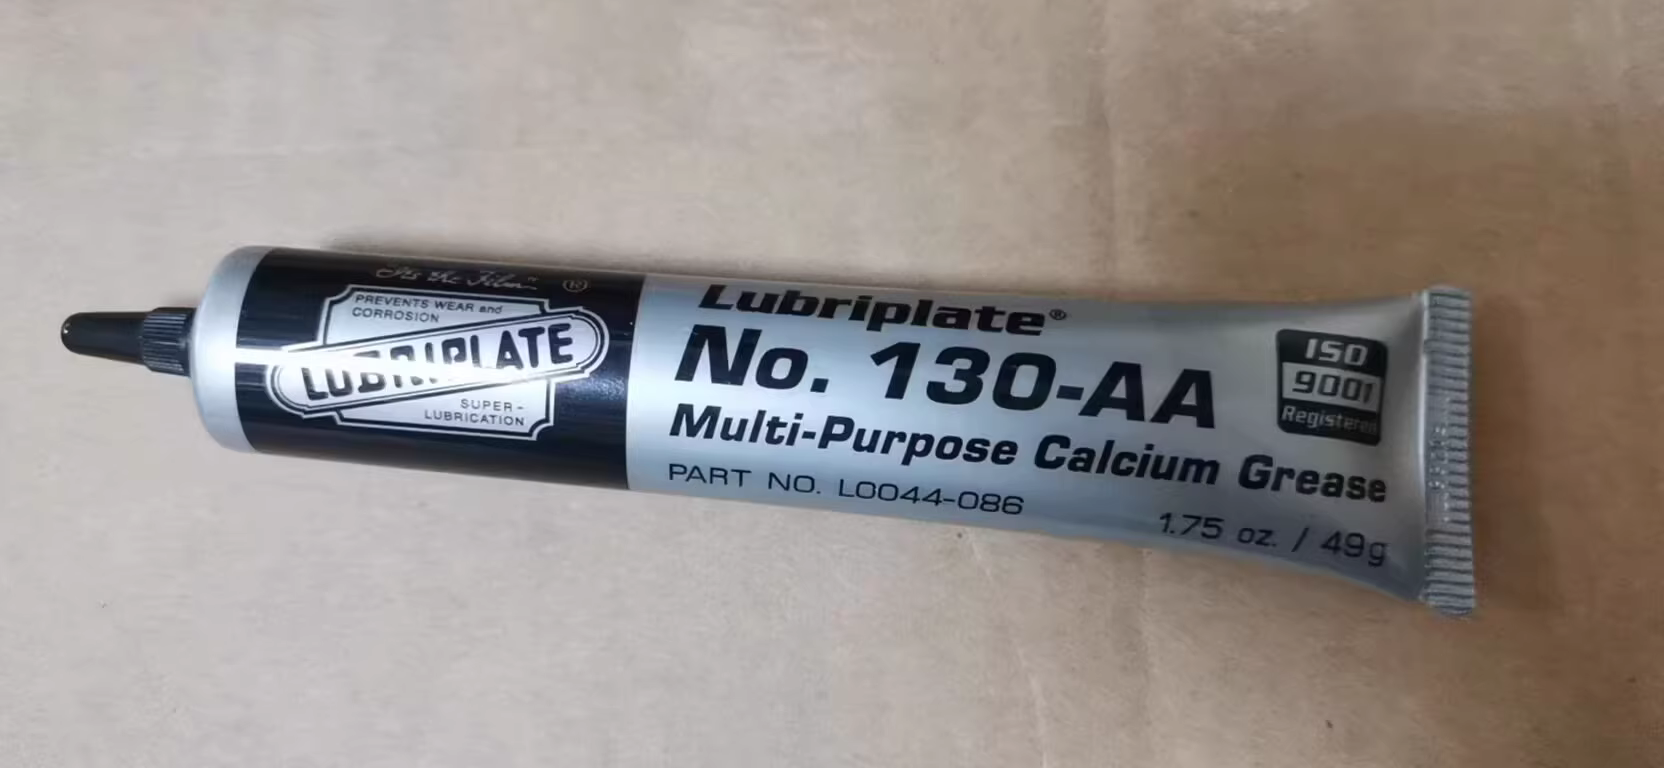 It's the Film™ ®
PREVENTS WEAR and
CORROSION
LUBRIPLATE
SUPER-
LUBRICATION
Lubriplate®
No. 130-AA
Multi-Purpose Calcium Grease
PART NO. L0044-086
1.75 oz. / 49g
ISO
9001
Registered